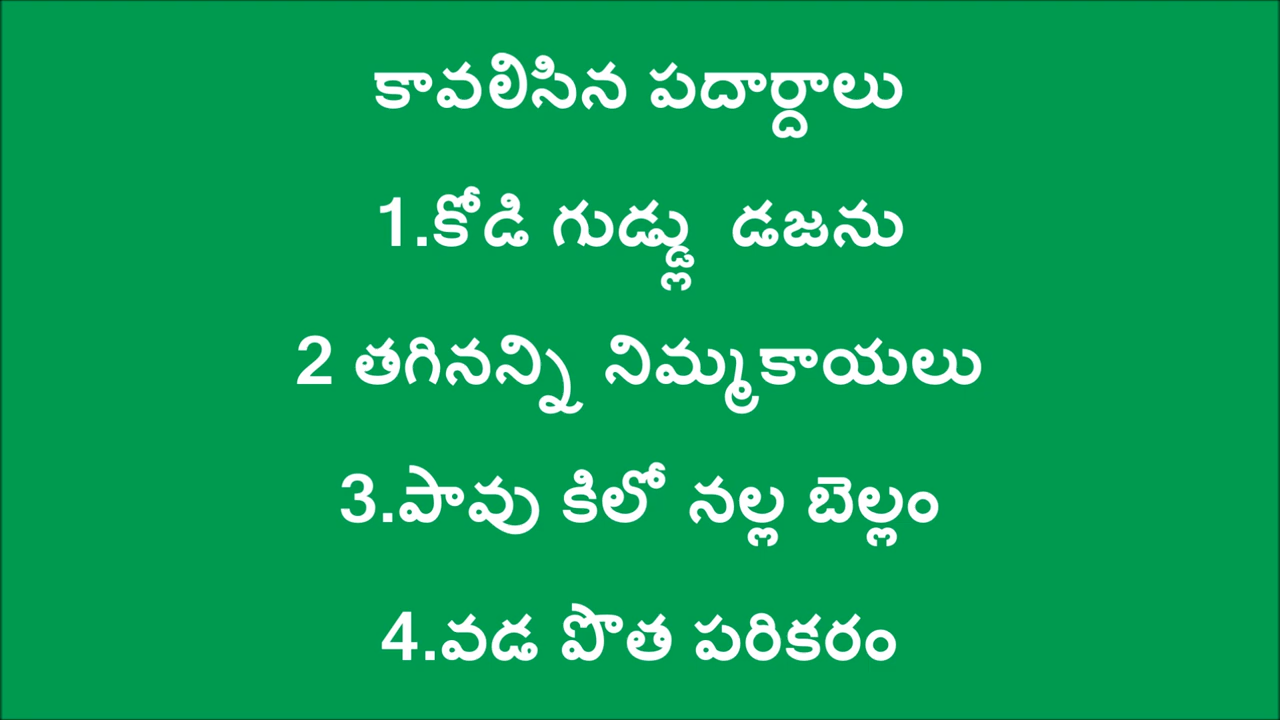 కావలిసిన పదార్దాలు
1.కోడి గుడ్డ్లు డజను
2 తగినన్ని నిమ్మకాయలు
3.పావు కిలో నల్ల బెల్లం
4.వడ పొత పరికరం